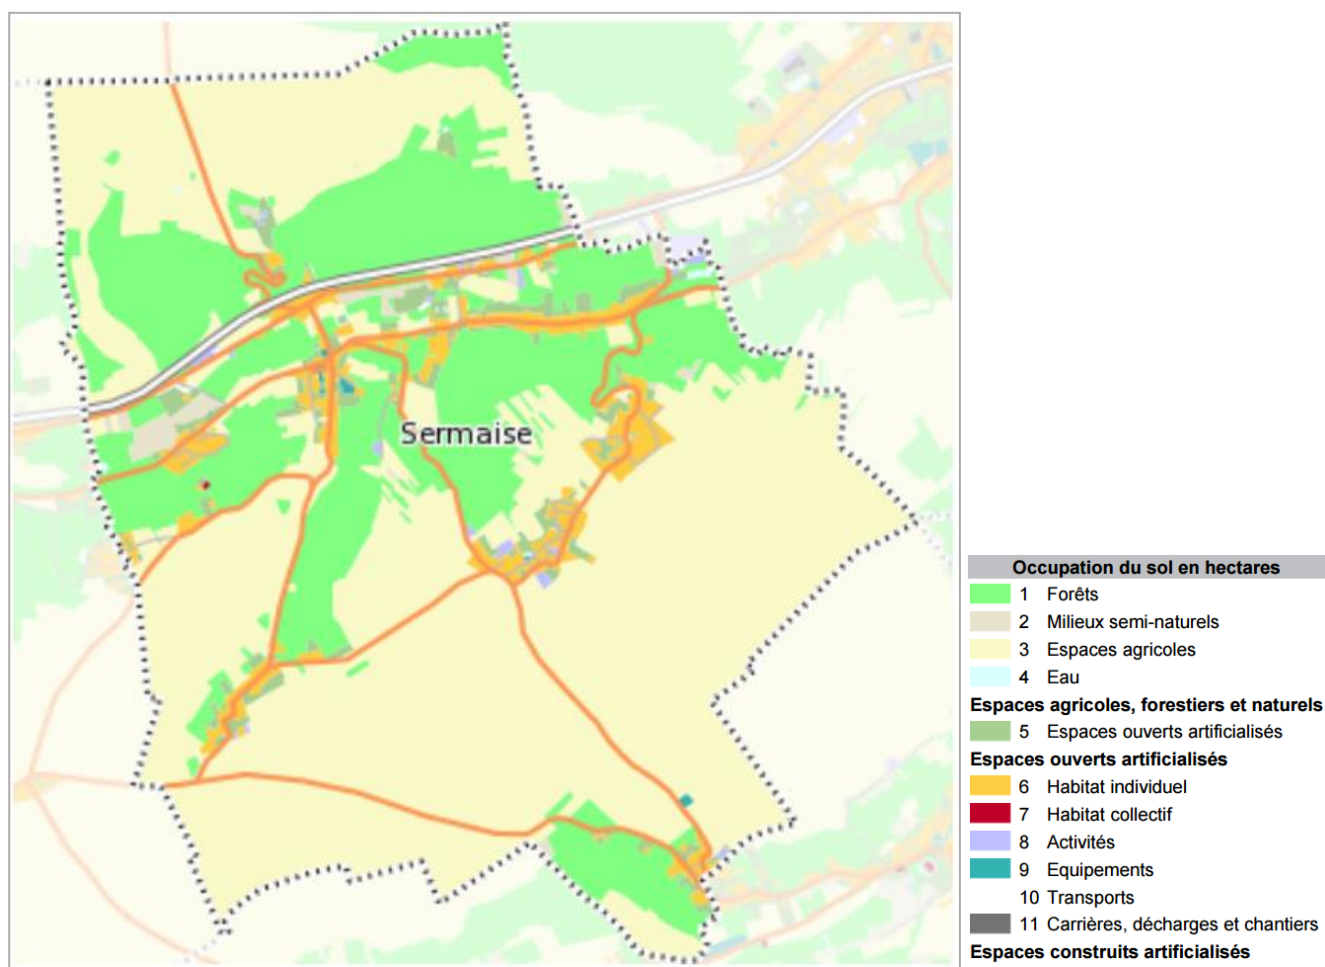 Sermaise
Occupation du sol en hectares
1 Forêts
2 Milieux semi-naturels
3 Espaces agricoles
4 Eau
Espaces agricoles, forestiers et naturels
5 Espaces ouverts artificialisés
Espaces ouverts artificialisés
6 Habitat individuel
7 Habitat collectif
8 Activités
9 Equipements
10 Transports
11 Carrières, décharges et chantiers
Espaces construits artificialisés